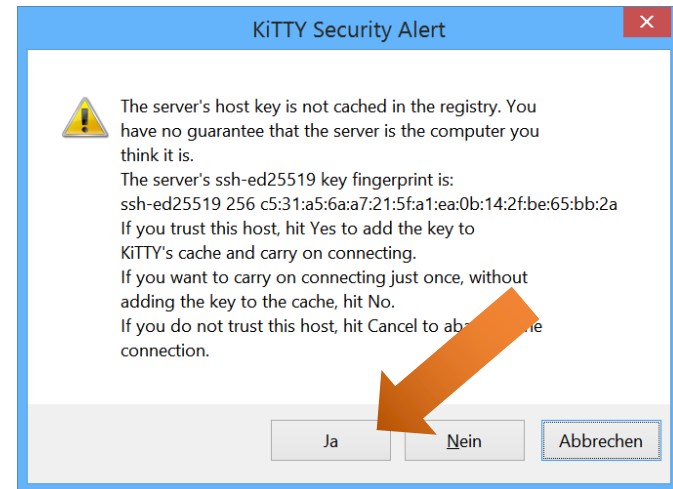 KiTTY Security Alert
The server's host key is not cached in the registry. You
have no guarantee that the server is the computer you
think it is.
The server's ssh-ed25519 key fingerprint is:
ssh-ed25519 256 c5:31:a5:6a:a7:21:5f:a1:ea:0b:14:2f:be:65:bb:2a
If you trust this host, hit Yes to add the key to
KiTTY's cache and carry on connecting.
If you want to carry on connecting just once, without
adding the key to the cache, hit No.
If you do not trust this host, hit Cancel to
connection.
Ja Nein Abbrechen